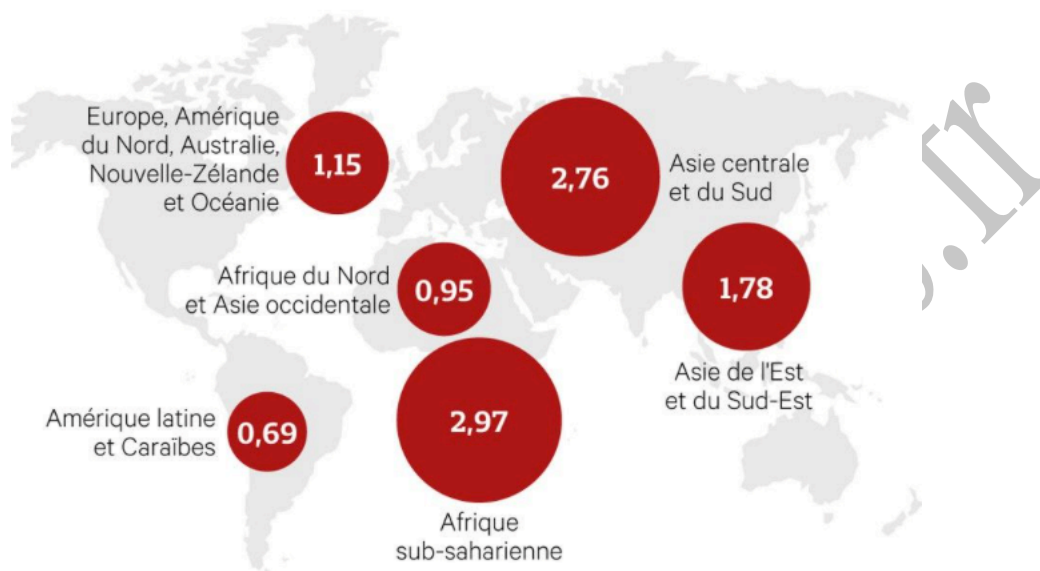 Europe, Amérique
du Nord, Australie,
Nouvelle-Zélande
et Océanie
1,15
2,76
Asie centrale
et du Sud
Afrique du Nord
et Asie occidentale
0,95
1,78
Asie de l'Est
et du Sud-Est
Amérique latine
et Caraïbes
0,69
2,97
Afrique
sub-saharienne